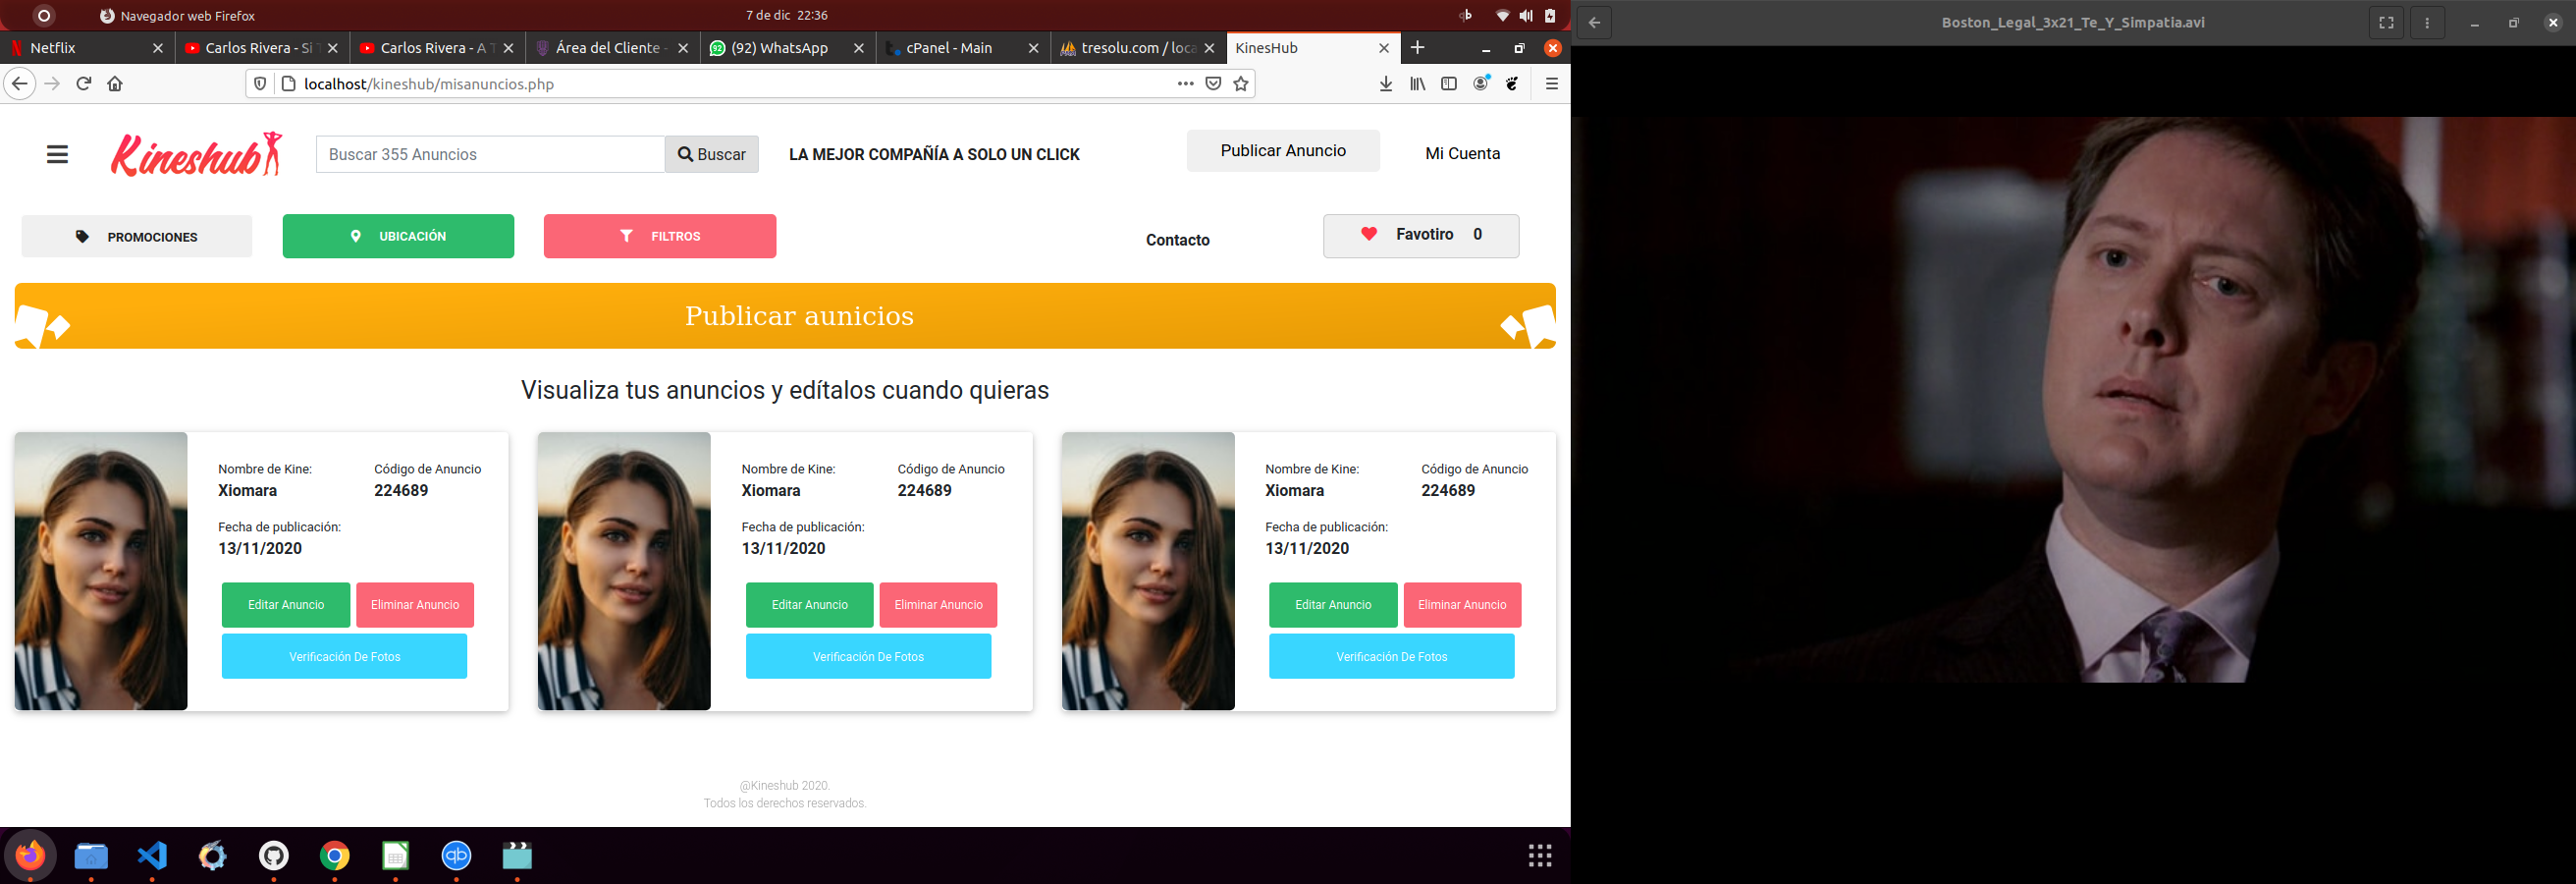 Navegador web Firefox
7 de dic 22:36
Netflix
Carlos Rivera - Si
Carlos Rivera - A T
Área del Cliente -
(92) WhatsApp
cPanel - Main
tresolu.com / loca
KinesHub
localhost/kineshub/misanuncios.php
Kineshub
Buscar 355 Anuncios
Buscar
LA MEJOR COMPAÑÍA A SOLO UN CLICK
Publicar Anuncio
Mi Cuenta
PROMOCIONES
UBICACIÓN
FILTROS
Contacto
Favotiro 0
Publicar aunicios
Visualiza tus anuncios y edítalos cuando quieras
Nombre de Kine: Código de Anuncio
Xiomara 224689
Fecha de publicación:
13/11/2020
Editar Anuncio Eliminar Anuncio
Verificación De Fotos
Nombre de Kine: Código de Anuncio
Xiomara 224689
Fecha de publicación:
13/11/2020
Editar Anuncio Eliminar Anuncio
Verificación De Fotos
Nombre de Kine: Código de Anuncio
Xiomara 224689
Fecha de publicación:
13/11/2020
Editar Anuncio Eliminar Anuncio
Verificación De Fotos
@Kineshub 2020.
Todos los derechos reservados.
Boston_Legal_3x21_Te_Y_Simpatia.avi